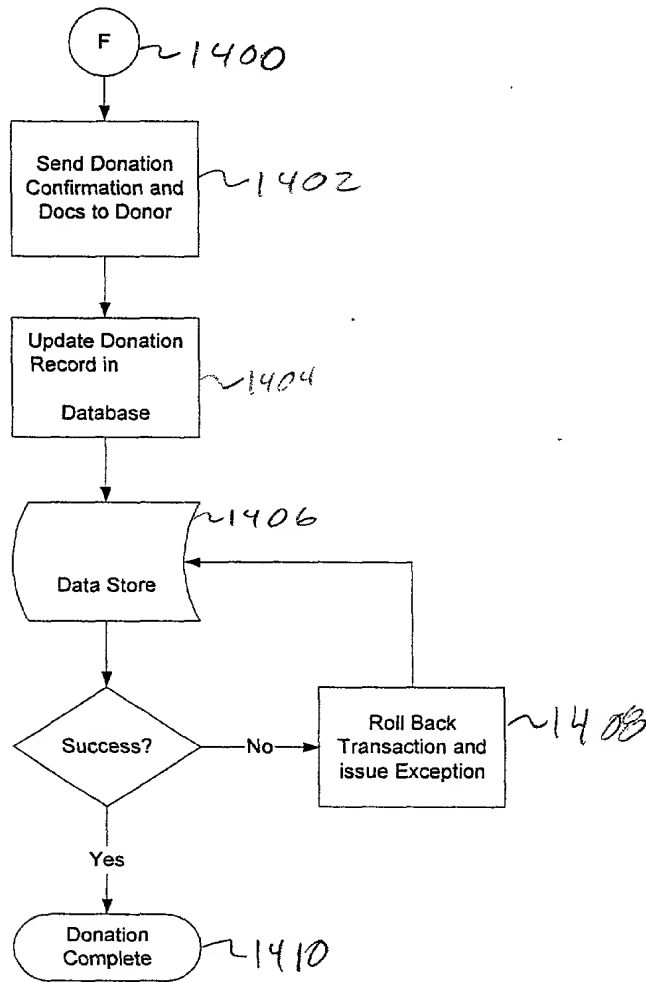 F
1400
Send Donation
Confirmation and
Docs to Donor
1402
Update Donation
Record in
Database
1404
1406
Data Store
Success?
No
Roll Back
Transaction and
issue Exception
1408
Yes
Donation
Complete
1410